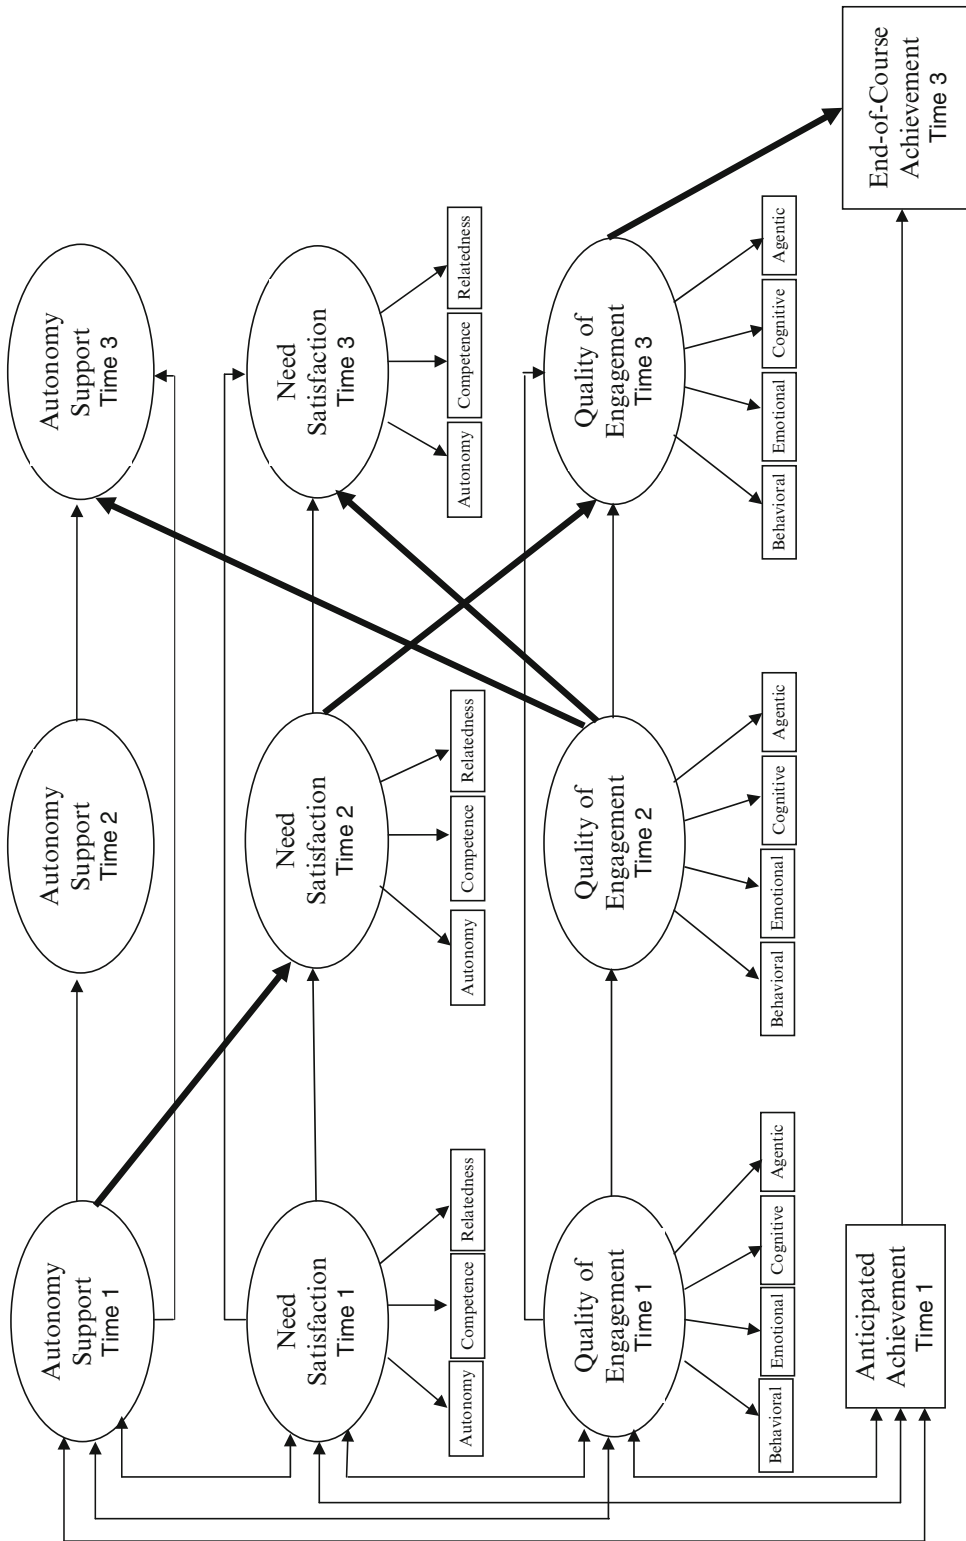 Autonomy
Support
Time 1
Autonomy
Support
Time 2
Autonomy
Support
Time 3
Need
Satisfaction
Time 1
Need
Satisfaction
Time 2
Need
Satisfaction
Time 3
Autonomy
Competence
Relatedness
Autonomy
Competence
Relatedness
Autonomy
Competence
Relatedness
Quality of
Engagement
Time 1
Quality of
Engagement
Time 2
Quality of
Engagement
Time 3
Behavioral
Emotional
Cognitive
Agentic
Behavioral
Emotional
Cognitive
Agentic
Behavioral
Emotional
Cognitive
Agentic
Anticipated
Achievement
Time 1
End-of-Course
Achievement
Time 3